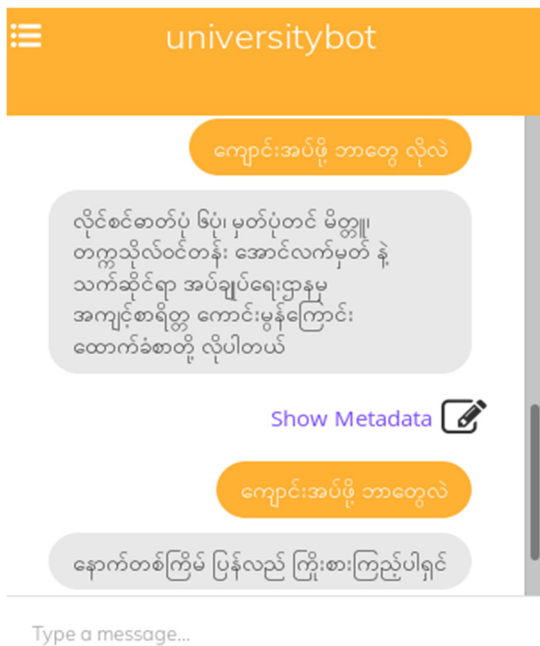 universitybot
ကျောင်းအပ်ဖို့ ဘာတွေ လိုလဲ
လိုင်စင်ဓာတ်ပုံ ၆ပုံ၊ မှတ်ပုံတင် မိတ္တူ၊
တက္ကသိုလ်ဝင်တန်း အောင်လက်မှတ် နဲ့
သက်ဆိုင်ရာ အပ်ချုပ်ရေးဌာနမှ
အကျင့်စာရိတ္တ ကောင်းမွန်ကြောင်း
ထောက်ခံစာတို့ လိုပါတယ်
Show Metadata
ကျောင်းအပ်ဖို့ ဘာတွေလဲ
နောက်တစ်ကြိမ် ပြန်လည် ကြိုးစားကြည့်ပါရှင်
Type a message...